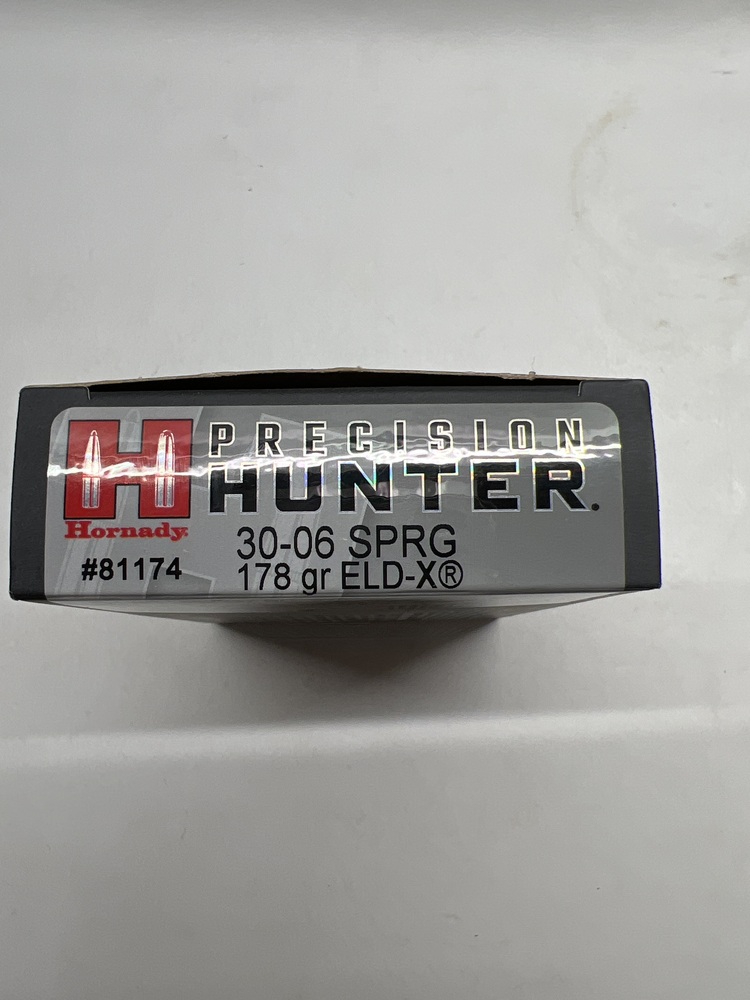 H
Hornady
#81174
PRECISION
HUNTER.
30-06 SPRG
178 gr ELD-X®